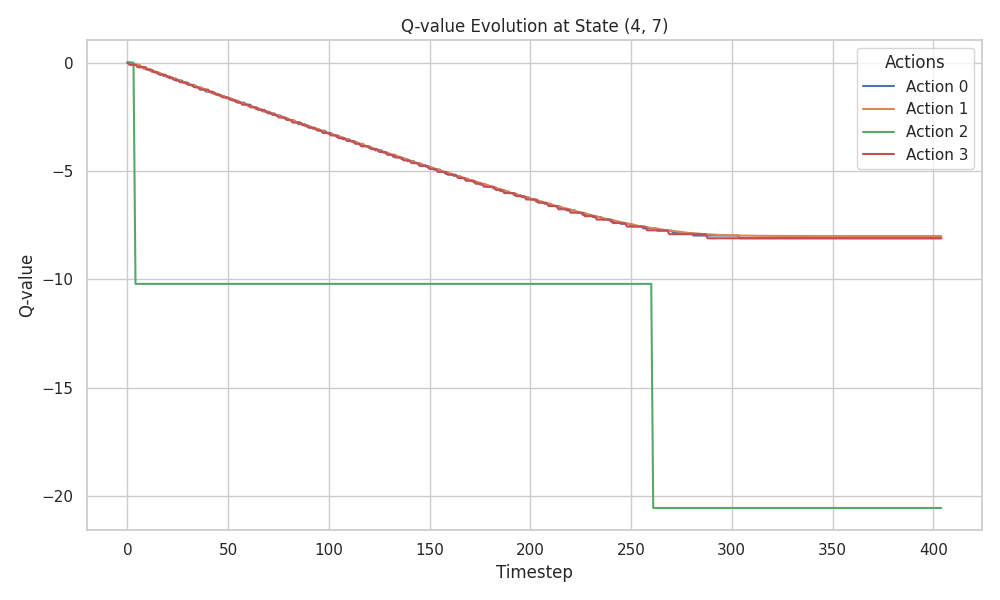 Q-value Evolution at State (4, 7)
Actions
Action 0
Action 1
Action 2
Action 3
Q-value
0
−5
−10
−15
−20
0 50 100 150 200 250 300 350 400
Timestep